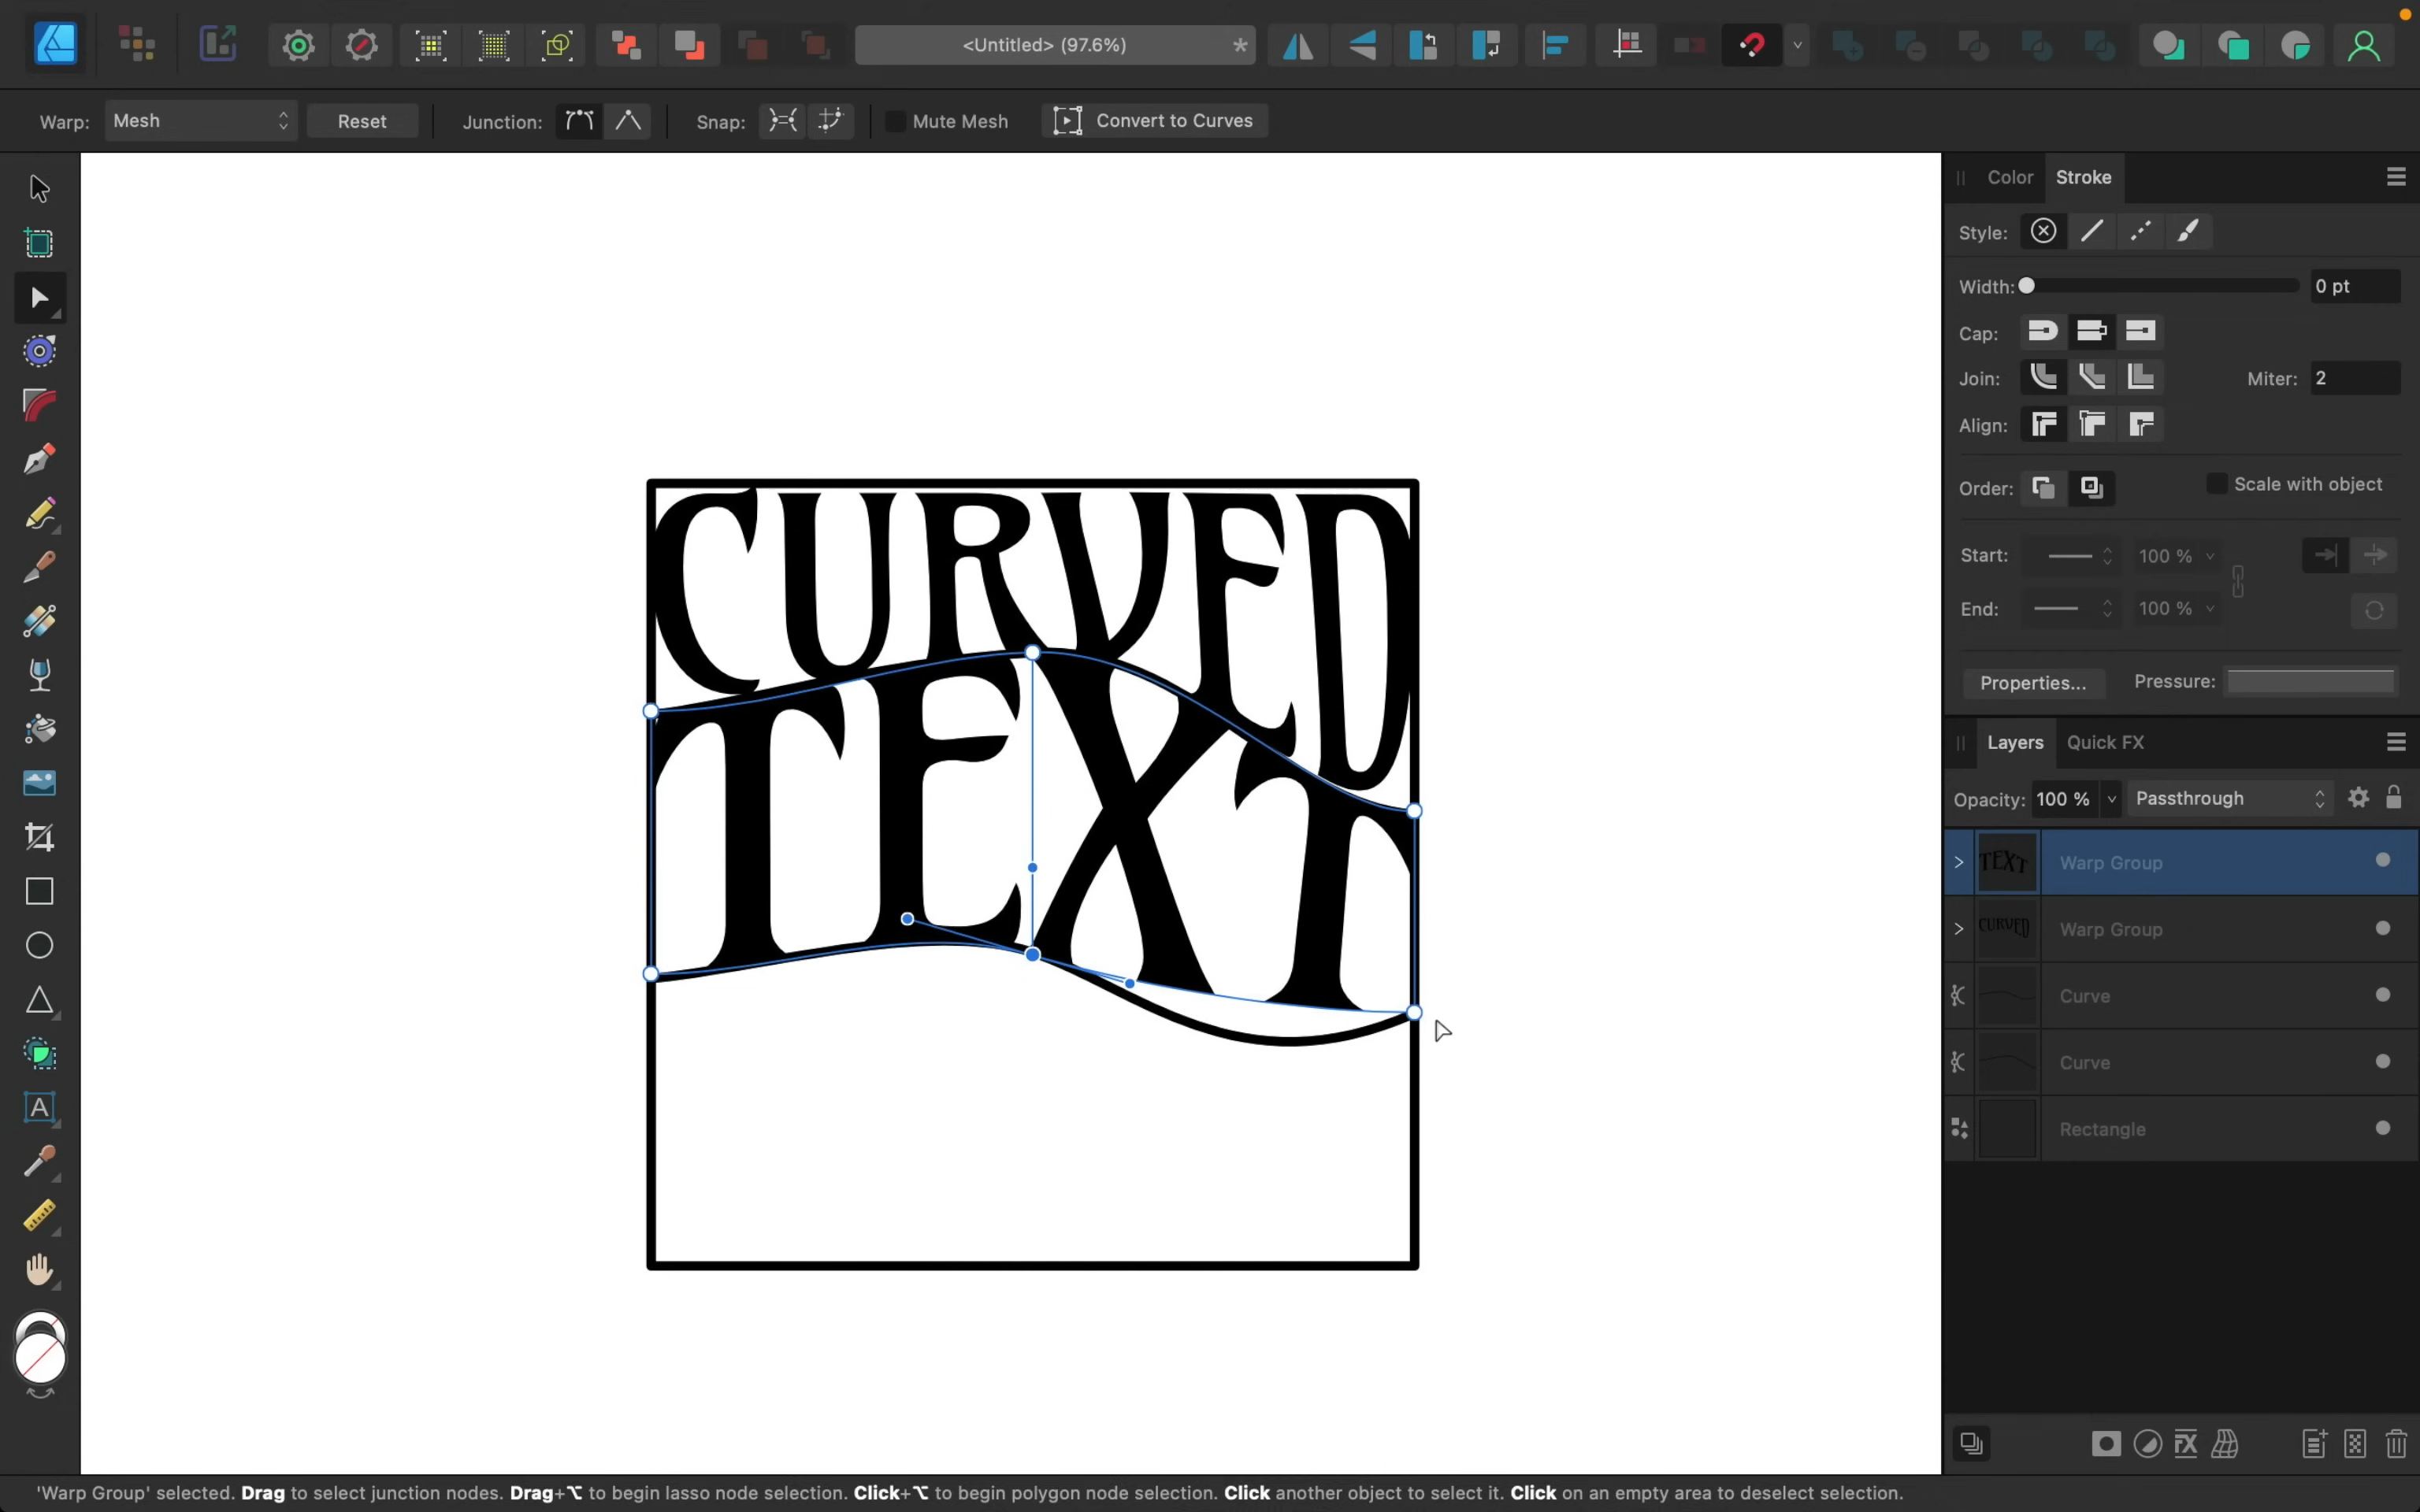 <Untitled> (97.6%) *
Warp: Mesh Reset Junction: Snap: Mute Mesh Convert to Curves
Color Stroke
Style:
Width: 0 pt
Cap:
Join: Miter: 2
Align:
Order: Scale with object
Start: 100 %
End: 100 %
Properties... Pressure:
Layers Quick FX
Opacity: 100 % Passthrough
TEXT Warp Group
CURVED Warp Group
Curve
Curve
Rectangle
CURVED
TEXT
A
FX
'Warp Group' selected. Drag to select junction nodes. Drag+⌥ to begin lasso node selection. Click+⌥ to begin polygon node selection. Click another object to select it. Click on an empty area to deselect selection.